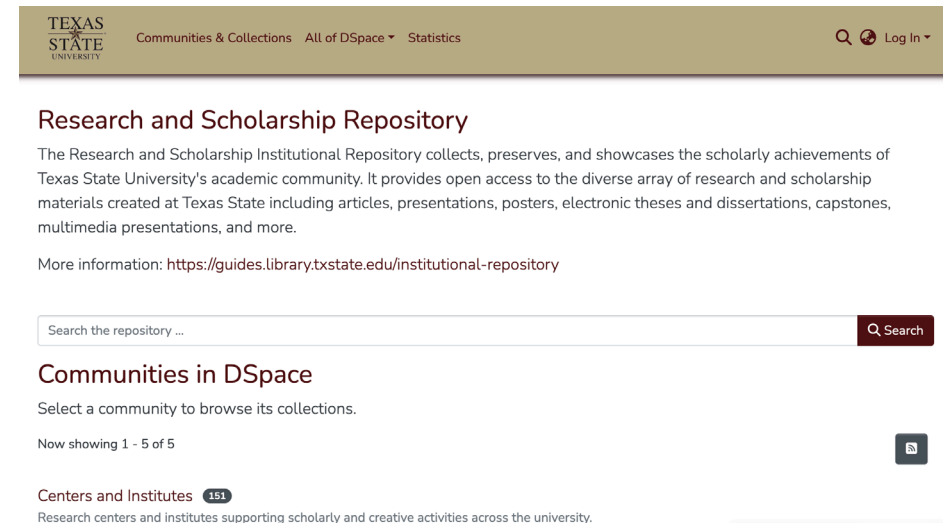 TEXAS
STATE
UNIVERSITY
Communities & Collections All of DSpace Statistics
Log In
Research and Scholarship Repository
The Research and Scholarship Institutional Repository collects, preserves, and showcases the scholarly achievements of
Texas State University's academic community. It provides open access to the diverse array of research and scholarship
materials created at Texas State including articles, presentations, posters, electronic theses and dissertations, capstones,
multimedia presentations, and more.
More information: https://guides.library.txstate.edu/institutional-repository
Search the repository ...
Search
Communities in DSpace
Select a community to browse its collections.
Now showing 1 - 5 of 5
Centers and Institutes 151
Research centers and institutes supporting scholarly and creative activities across the university.